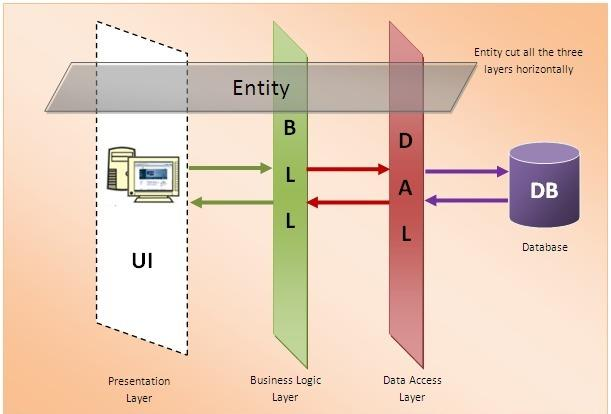 Entity cut all the three
layers horizontally
Entity
B
L
L
D
A
L
DB
UI
Database
Presentation
Layer
Business Logic
Layer
Data Access
Layer